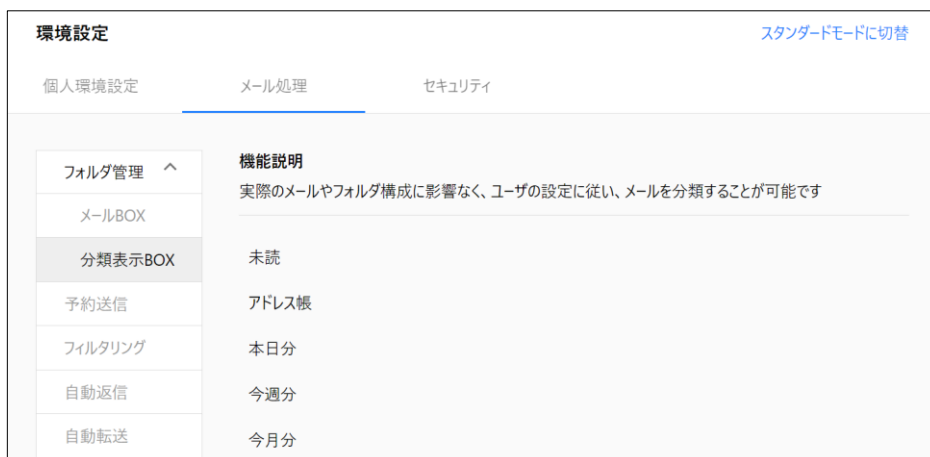 環境設定
スタンダードモードに切替
個人環境設定
メール処理
セキュリティ
フォルダ管理
メールBOX
分類表示BOX
予約送信
フィルタリング
自動返信
自動転送
機能説明
実際のメールやフォルダ構成に影響なく、ユーザの設定に従い、メールを分類することが可能です
未読
アドレス帳
本日分
今週分
今月分